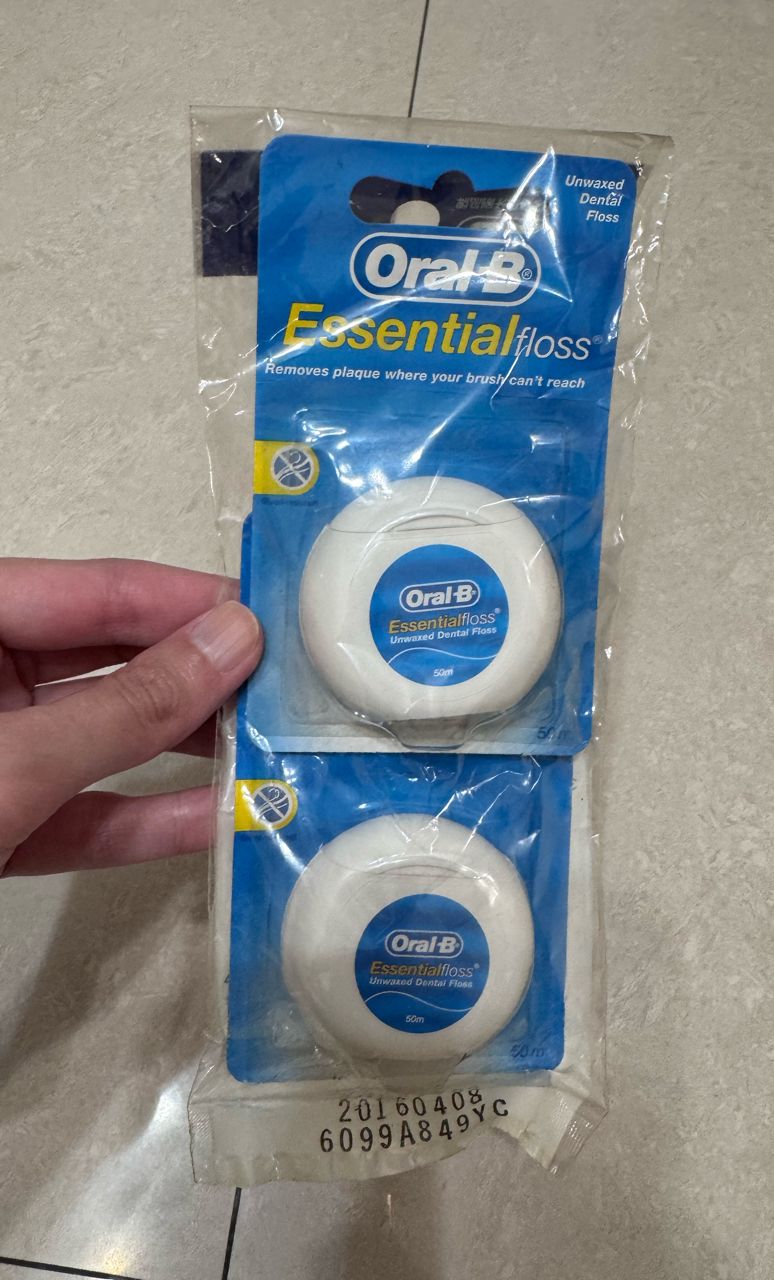 Unwaxed
Dental
Floss
Oral-B®
Essentialfloss®
Removes plaque where your brush can't reach
Oral-B®
Essentialfloss®
Unwaxed Dental Floss
50m
50m
Oral-B®
Essentialfloss®
Unwaxed Dental Floss
50m
50m
20160408
6099A849YC